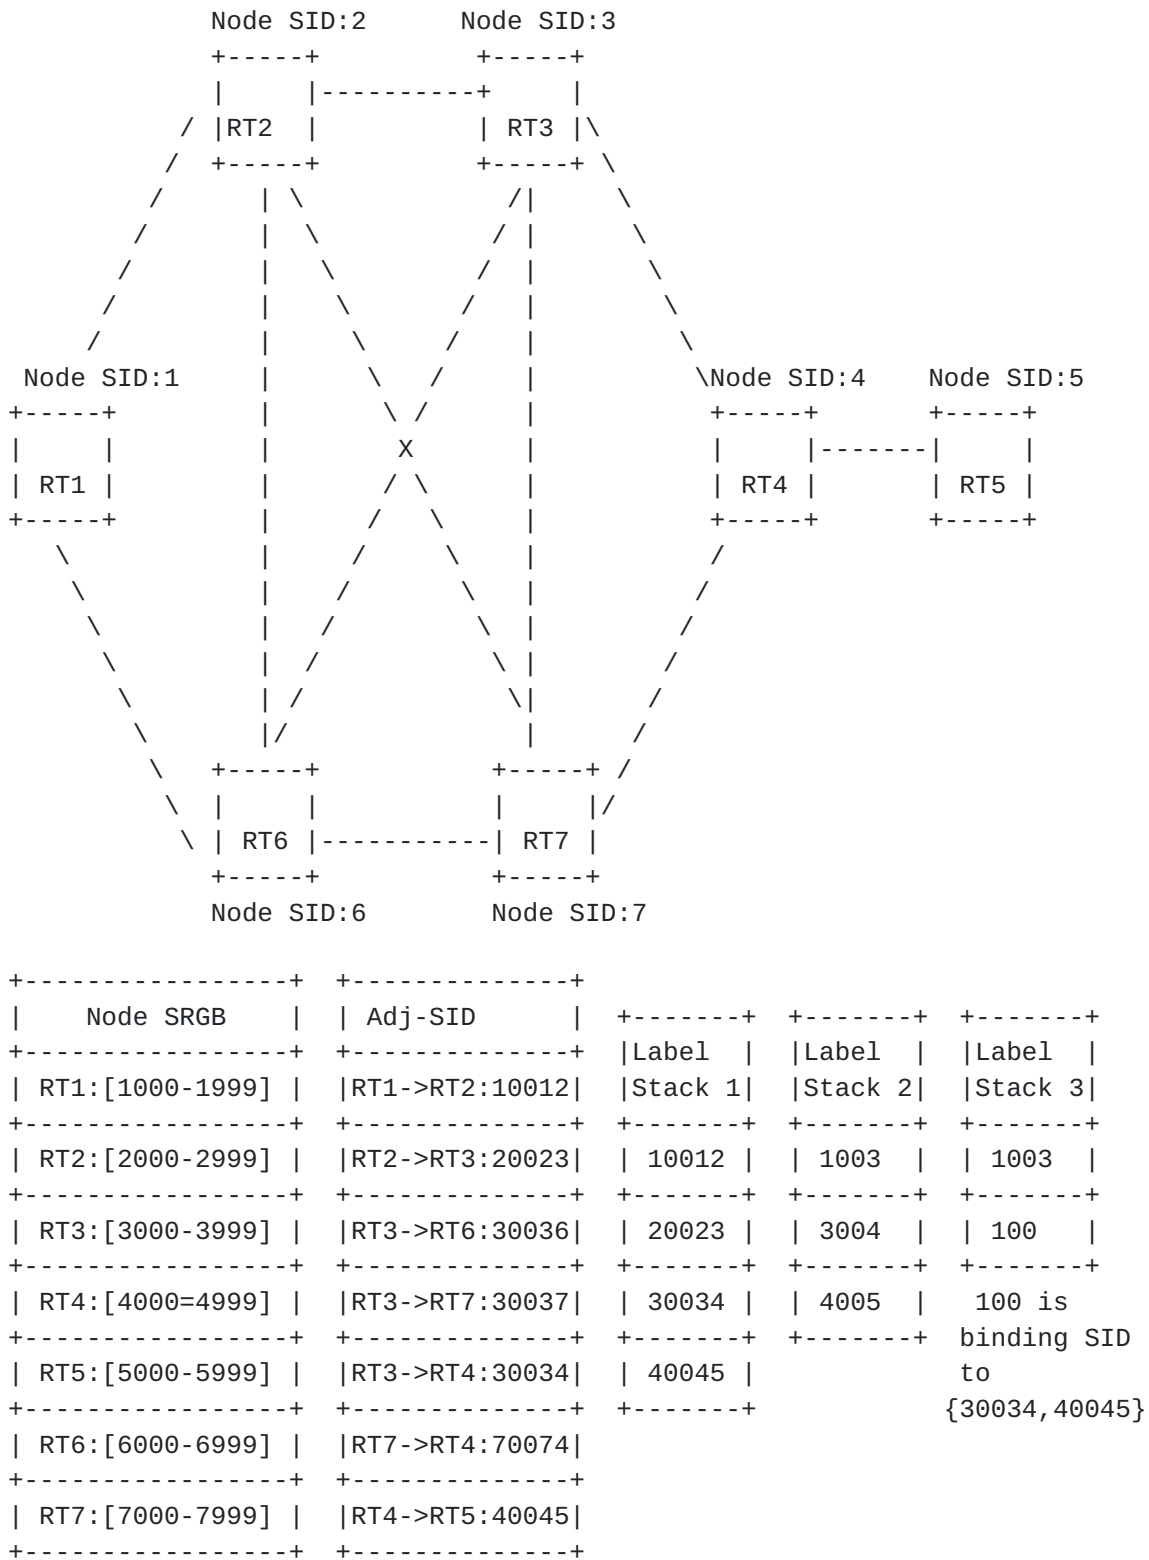 Node SID:2 Node SID:3
RT2 RT3
Node SID:1 Node SID:4 Node SID:5
X
RT1 RT4 RT5
RT6 RT7
Node SID:6 Node SID:7
Node SRGB Adj-SID
Label Label Label
RT1:[1000-1999] RT1->RT2:10012 Stack 1 Stack 2 Stack 3
RT2:[2000-2999] RT2->RT3:20023 10012 1003 1003
RT3:[3000-3999] RT3->RT6:30036 20023 3004 100
RT4:[4000=4999] RT3->RT7:30037 30034 4005 100 is
binding SID
RT5:[5000-5999] RT3->RT4:30034 40045 to
{30034,40045}
RT6:[6000-6999] RT7->RT4:70074
RT7:[7000-7999] RT4->RT5:40045